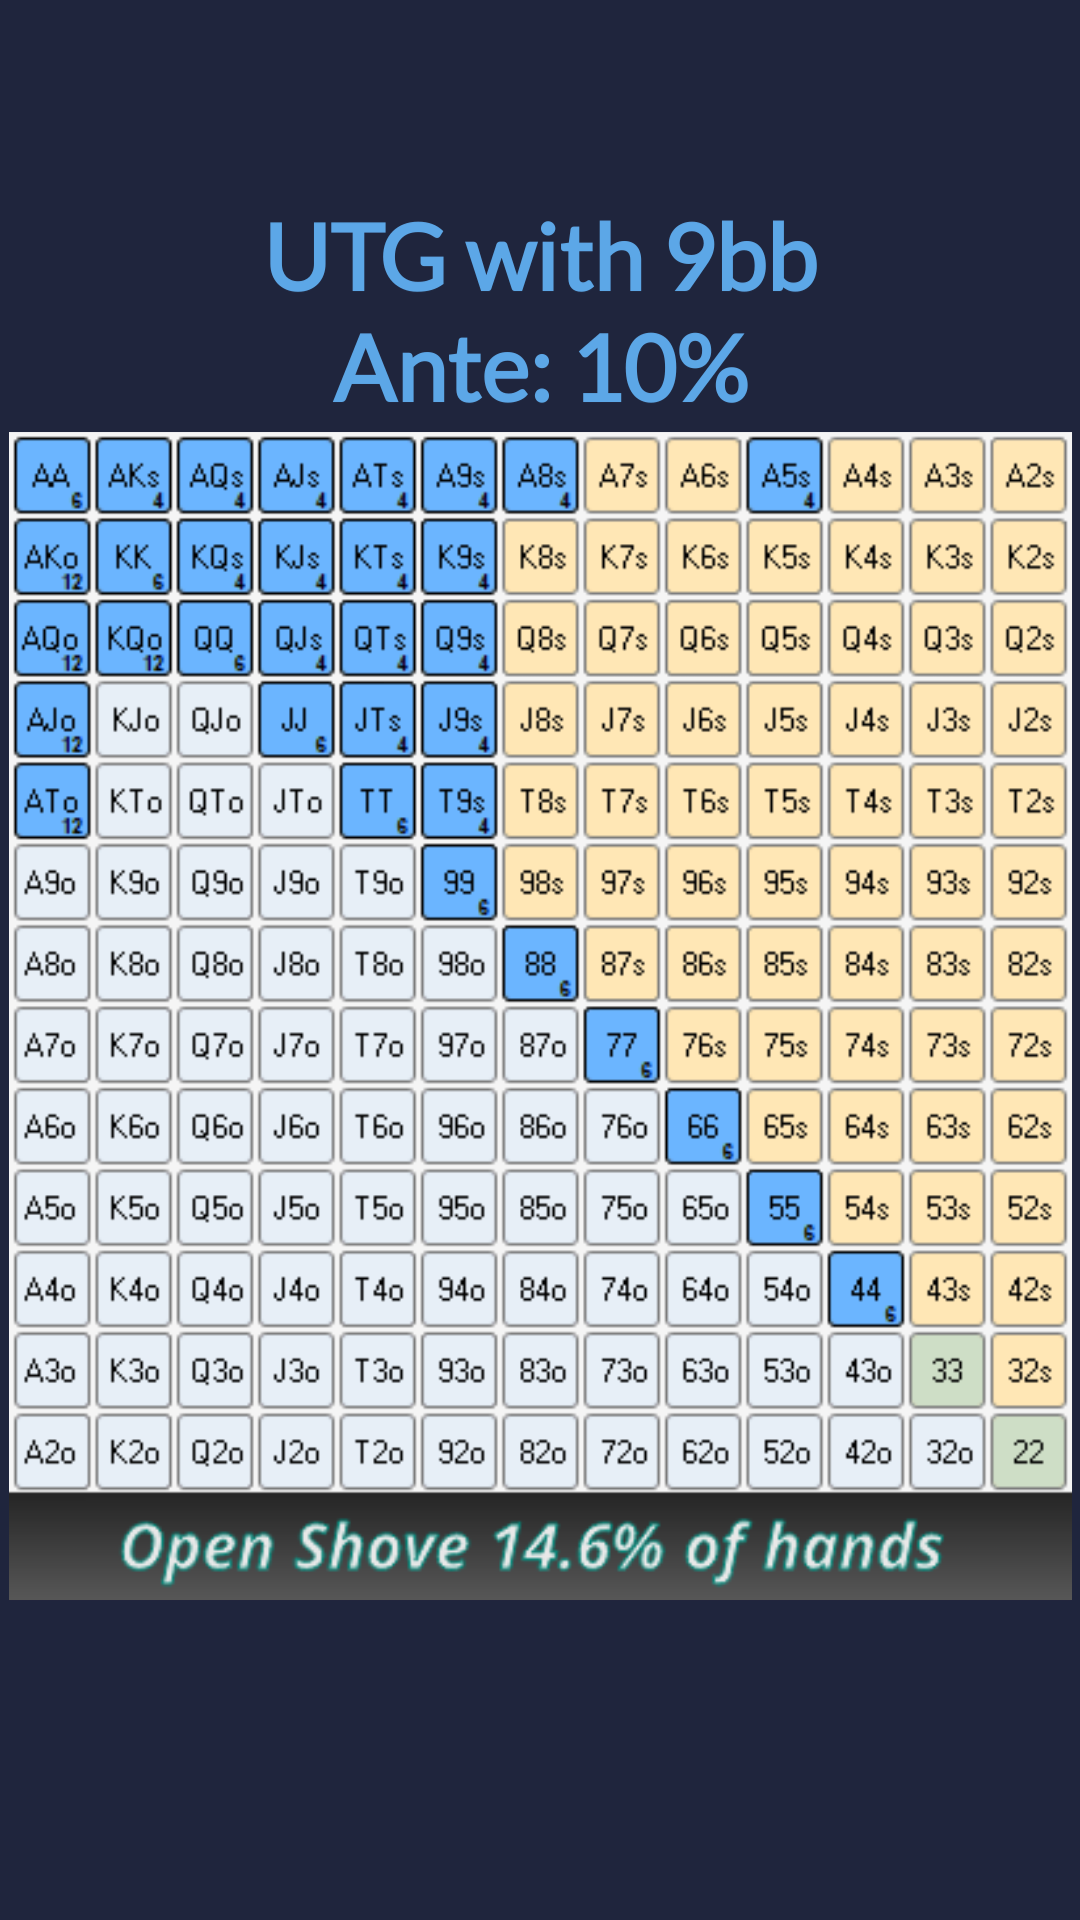 UTG with 9bb
Ante: 10%
AA 6 AKs 4 AQs 4 AJs 4 ATs 4 A9s 4 A8s 4 A7s A6s A5s 4 A4s A3s A2s
AKo 12 KK 6 KQs 4 KJs 4 KTs 4 K9s 4 K8s K7s K6s K5s K4s K3s K2s
AQo 12 KQo 12 QQ 6 QJs 4 QTs 4 Q9s 4 Q8s Q7s Q6s Q5s Q4s Q3s Q2s
AJo 12 KJo QJo JJ 6 JTs 4 J9s 4 J8s J7s J6s J5s J4s J3s J2s
ATo 12 KTo QTo JTo TT 6 T9s 4 T8s T7s T6s T5s T4s T3s T2s
A9o K9o Q9o J9o T9o 99 6 98s 97s 96s 95s 94s 93s 92s
A8o K8o Q8o J8o T8o 98o 88 6 87s 86s 85s 84s 83s 82s
A7o K7o Q7o J7o T7o 97o 87o 77 6 76s 75s 74s 73s 72s
A6o K6o Q6o J6o T6o 96o 86o 76o 66 6 65s 64s 63s 62s
A5o K5o Q5o J5o T5o 95o 85o 75o 65o 55 6 54s 53s 52s
A4o K4o Q4o J4o T4o 94o 84o 74o 64o 54o 44 6 43s 42s
A3o K3o Q3o J3o T3o 93o 83o 73o 63o 53o 43o 33 32s
A2o K2o Q2o J2o T2o 92o 82o 72o 62o 52o 42o 32o 22
Open Shove 14.6% of hands